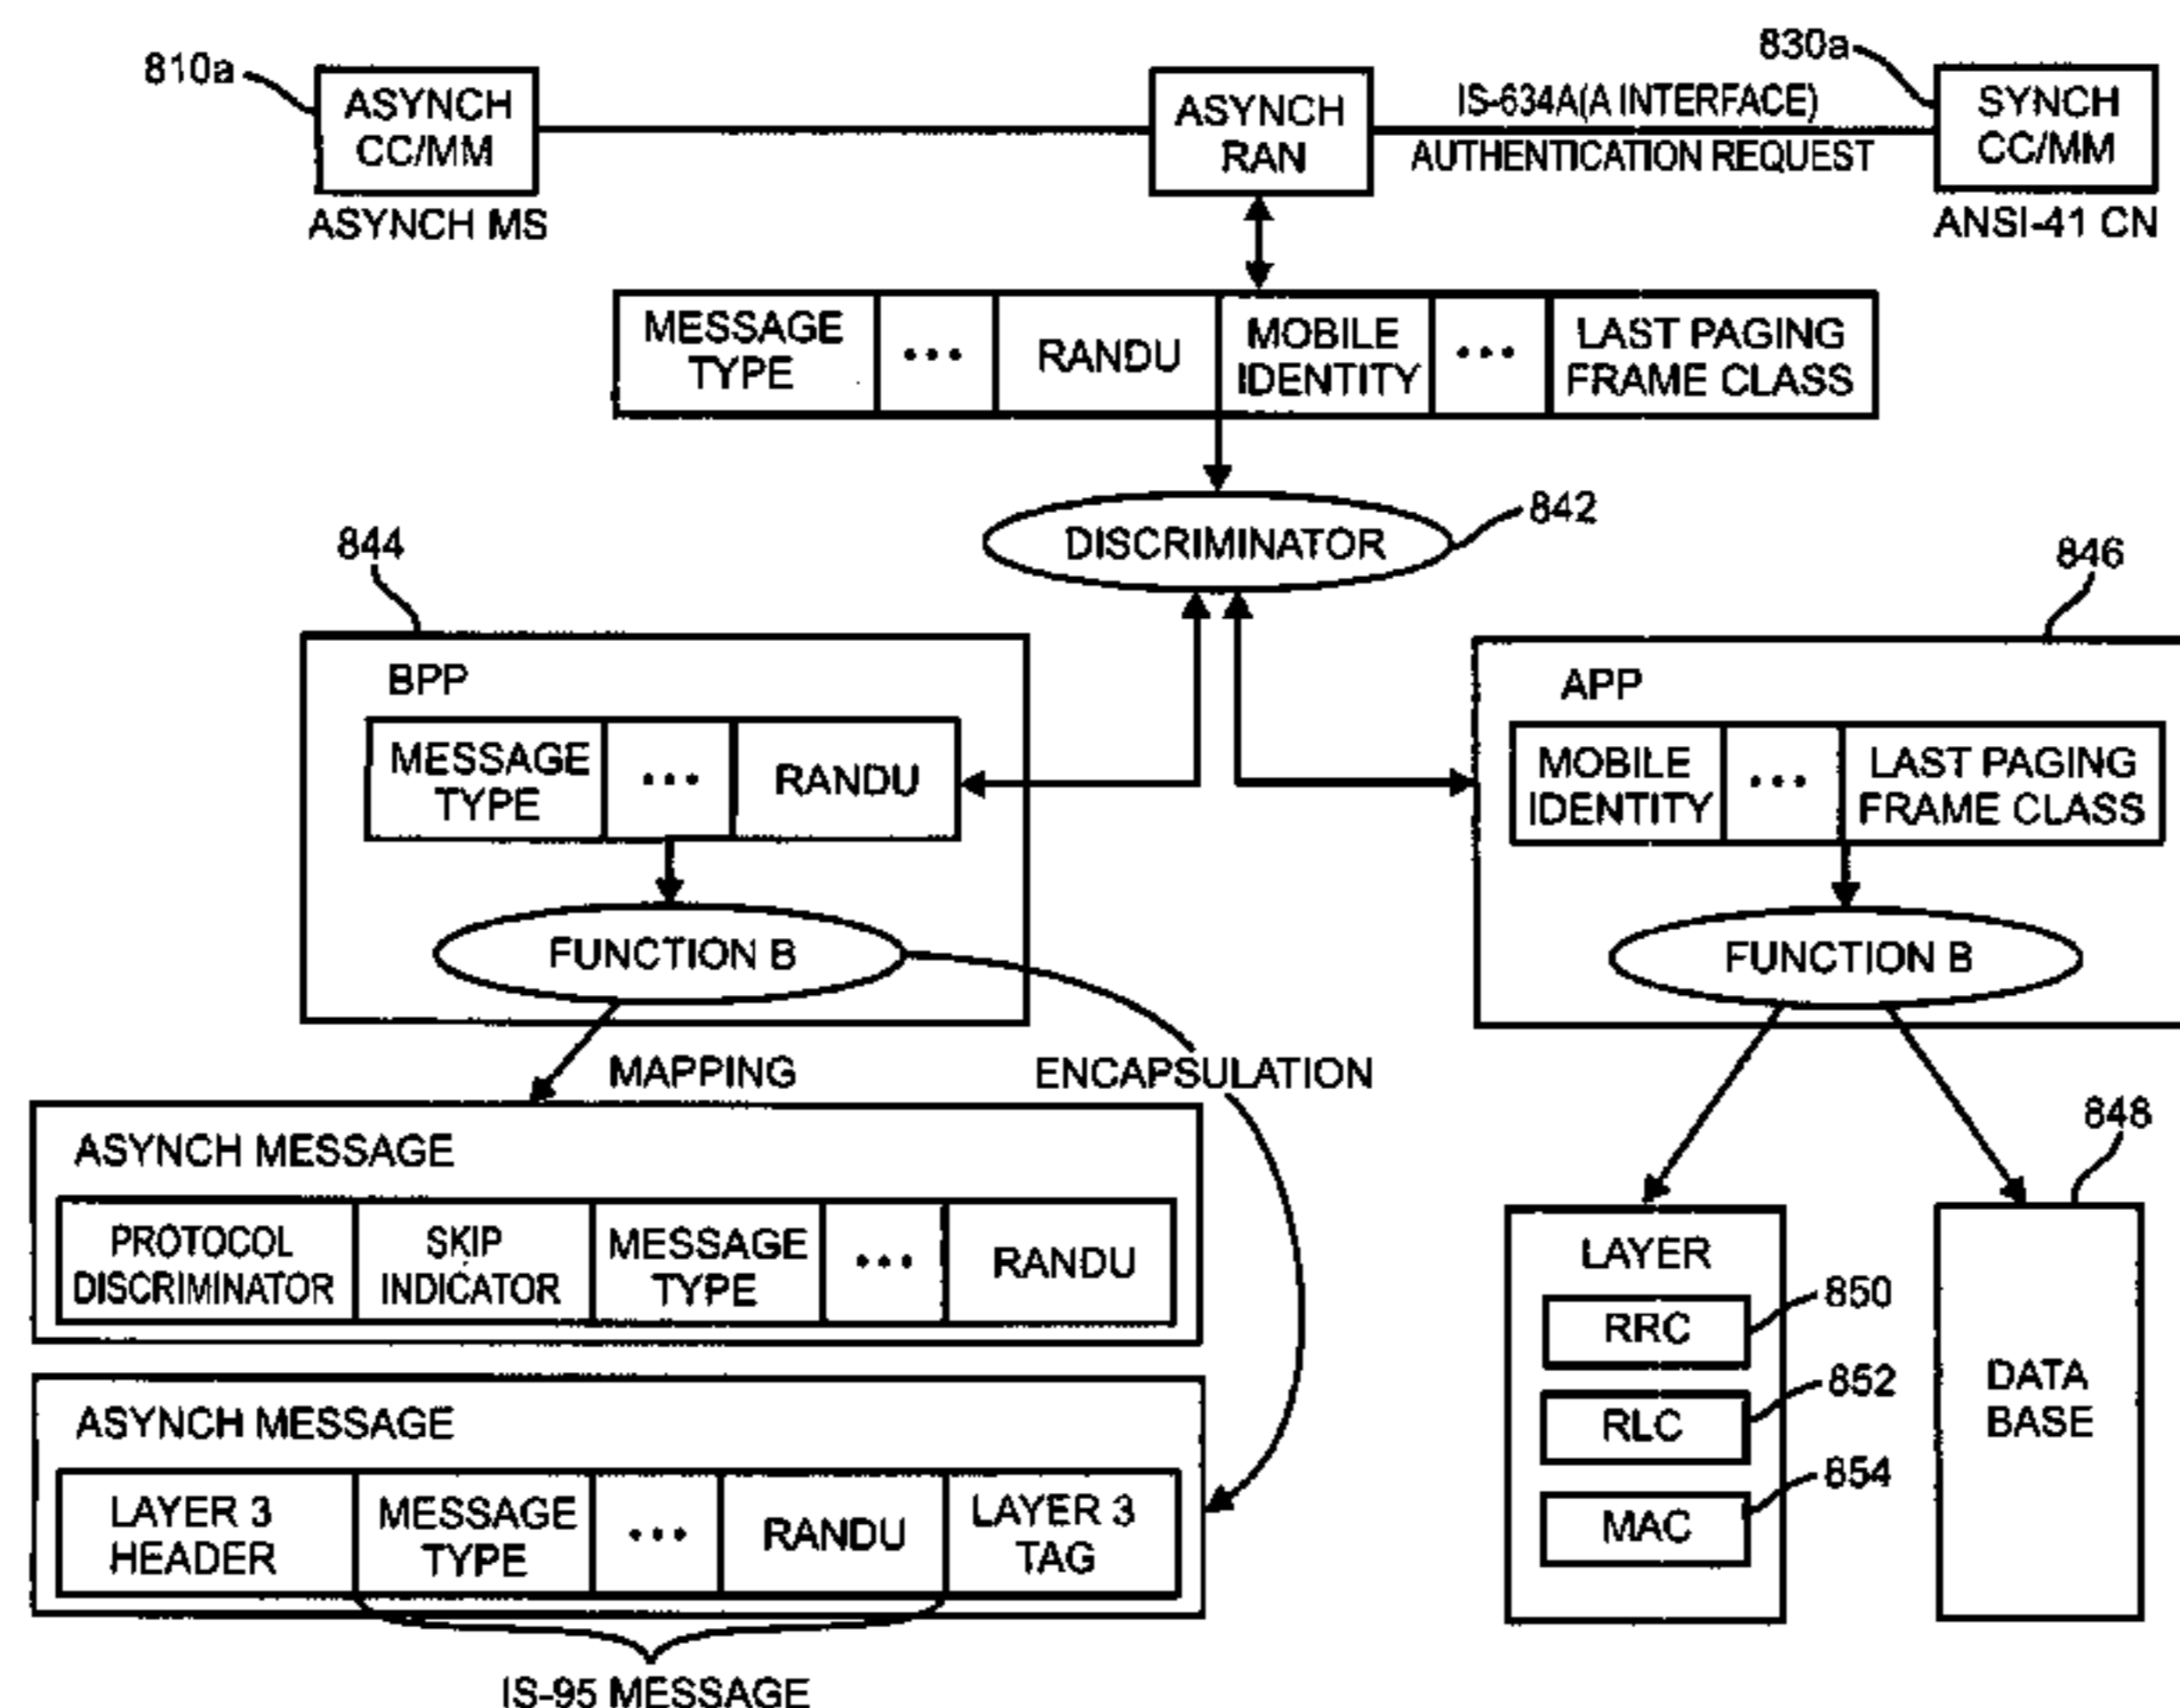 810a
ASYNCH
CC/MM
ASYNCH MS
ASYNCH
RAN
IS-634A(A INTERFACE)
AUTHENTICATION REQUEST
830a
SYNCH
CC/MM
ANSI-41 CN
MESSAGE
TYPE
•••
RANDU
MOBILE
IDENTITY
•••
LAST PAGING
FRAME CLASS
DISCRIMINATOR
842
844
BPP
MESSAGE
TYPE
•••
RANDU
FUNCTION B
846
APP
MOBILE
IDENTITY
•••
LAST PAGING
FRAME CLASS
FUNCTION B
MAPPING
ENCAPSULATION
ASYNCH MESSAGE
PROTOCOL
DISCRIMINATOR
SKIP
INDICATOR
MESSAGE
TYPE
•••
RANDU
ASYNCH MESSAGE
LAYER 3
HEADER
MESSAGE
TYPE
•••
RANDU
LAYER 3
TAG
IS-95 MESSAGE
LAYER
RRC
850
RLC
852
MAC
854
848
DATA
BASE